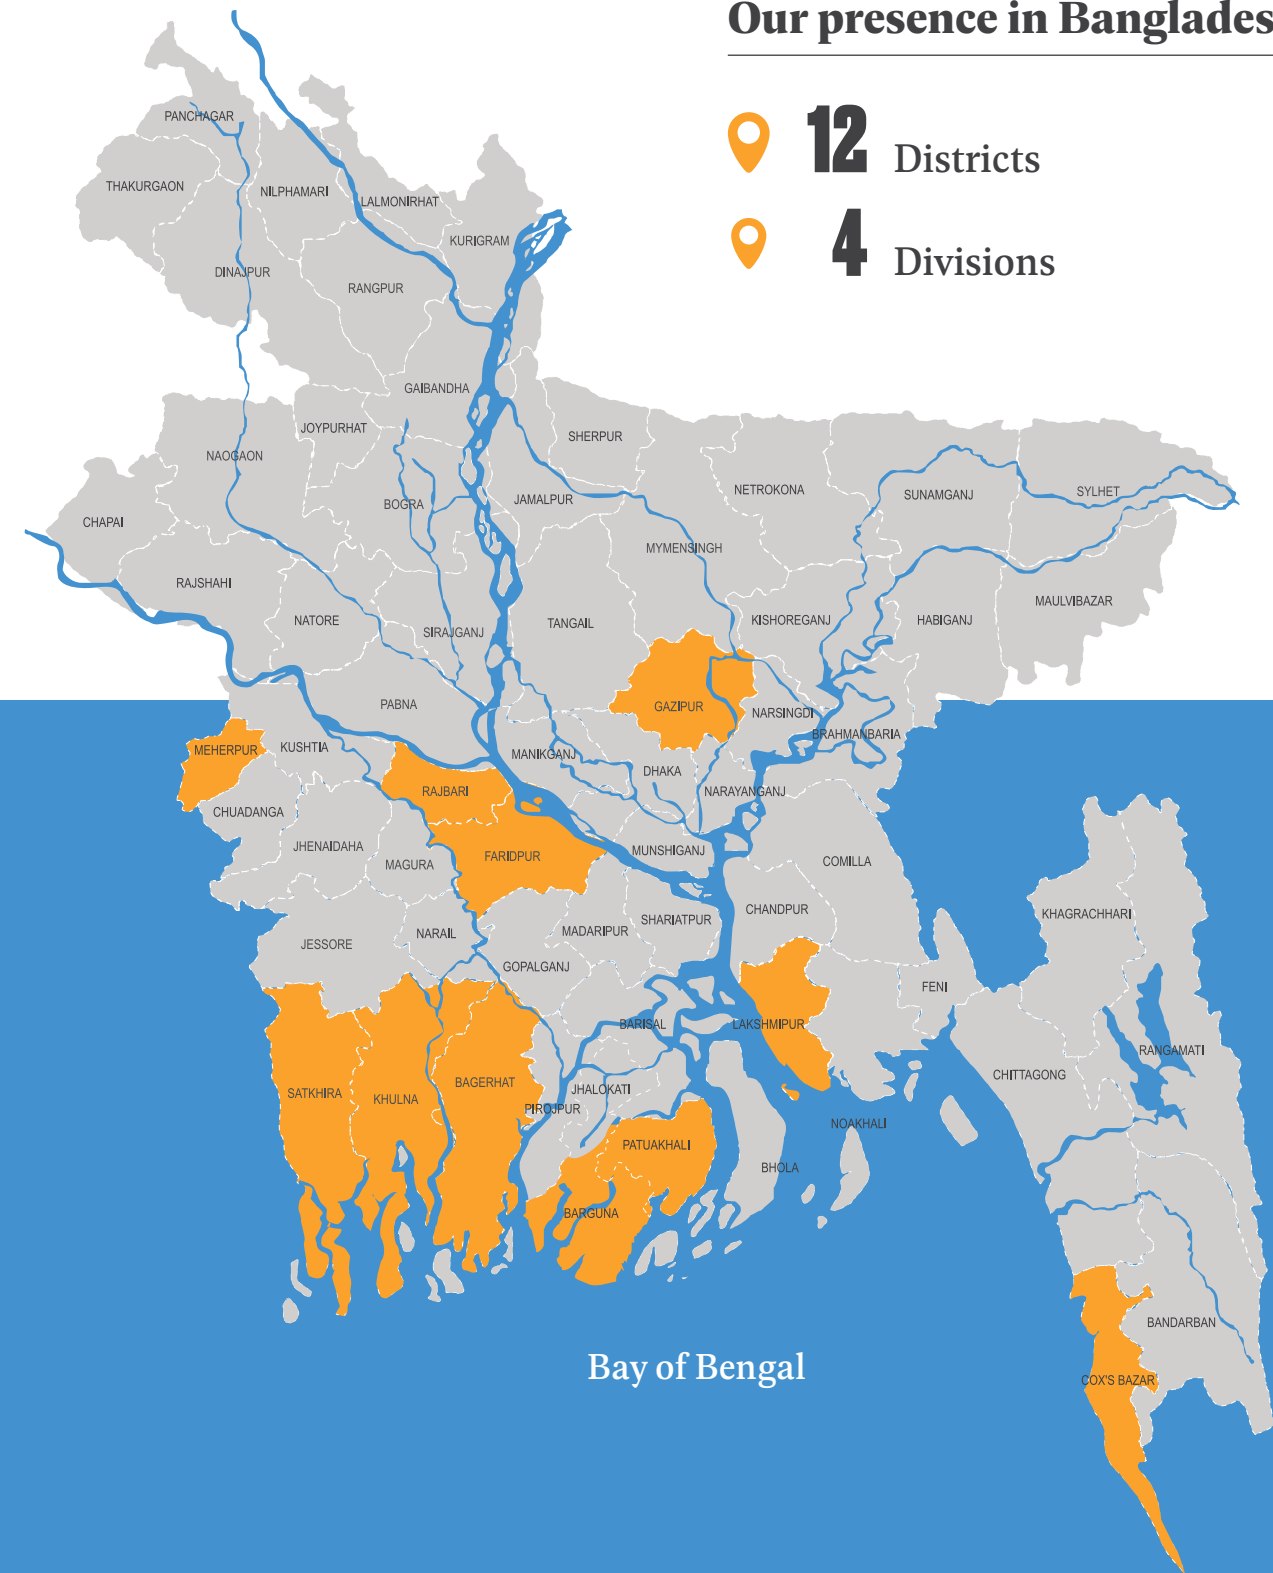 Our presence in Banglades
12 Districts
4 Divisions
PANCHAGAR
THAKURGAON
NILPHAMARI
LALMONIRHAT
KURIGRAM
DINAJPUR
RANGPUR
GAIBANDHA
JOYPURHAT
SHERPUR
NAOGAON
NETROKONA
SUNAMGANJ
SYLHET
BOGRA
JAMALPUR
CHAPAI
MYMENSINGH
RAJSHAHI
MAULVIBAZAR
NATORE
SIRAJGANJ
TANGAIL
KISHOREGANJ
HABIGANJ
PABNA
GAZIPUR
NARSINGDI
BRAHMANBARIA
MEHERPUR
KUSHTIA
MANIKGANJ
DHAKA
RAJBARI
NARAYANGANJ
CHUADANGA
JHENAIDAHA
MAGURA
FARIDPUR
MUNSHIGANJ
COMILLA
CHANDPUR
KHAGRACHHARI
SHARIATPUR
MADARIPUR
NARAIL
JESSORE
GOPALGANJ
FENI
BARISAL
LAKSHMIPUR
RANGAMATI
CHITTAGONG
BAGERHAT
SATKHIRA
KHULNA
JHALOKATI
PIROJPUR
NOAKHALI
PATUAKHALI
BHOLA
BARGUNA
BANDARBAN
Bay of Bengal
COX'S BAZAR